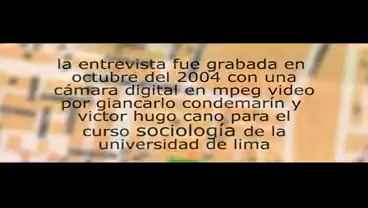 la entrevista fue grabada en
octubre del 2004 con una
cámara digital en mpeg video
por giancarlo condemarín y
victor hugo cano para el
curso sociología de la
universidad de lima